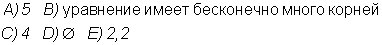 A) 5 B) уравнение имеет бесконечно много корней
C) 4 D) ∅ E) 2,2